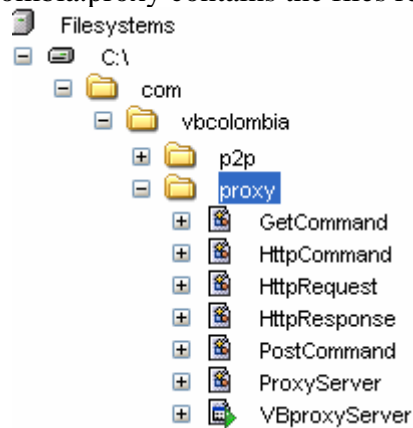 Filesystems
C:\
com
vbcolombia
p2p
proxy
GetCommand
HttpCommand
HttpRequest
HttpResponse
PostCommand
ProxyServer
VBproxyServer